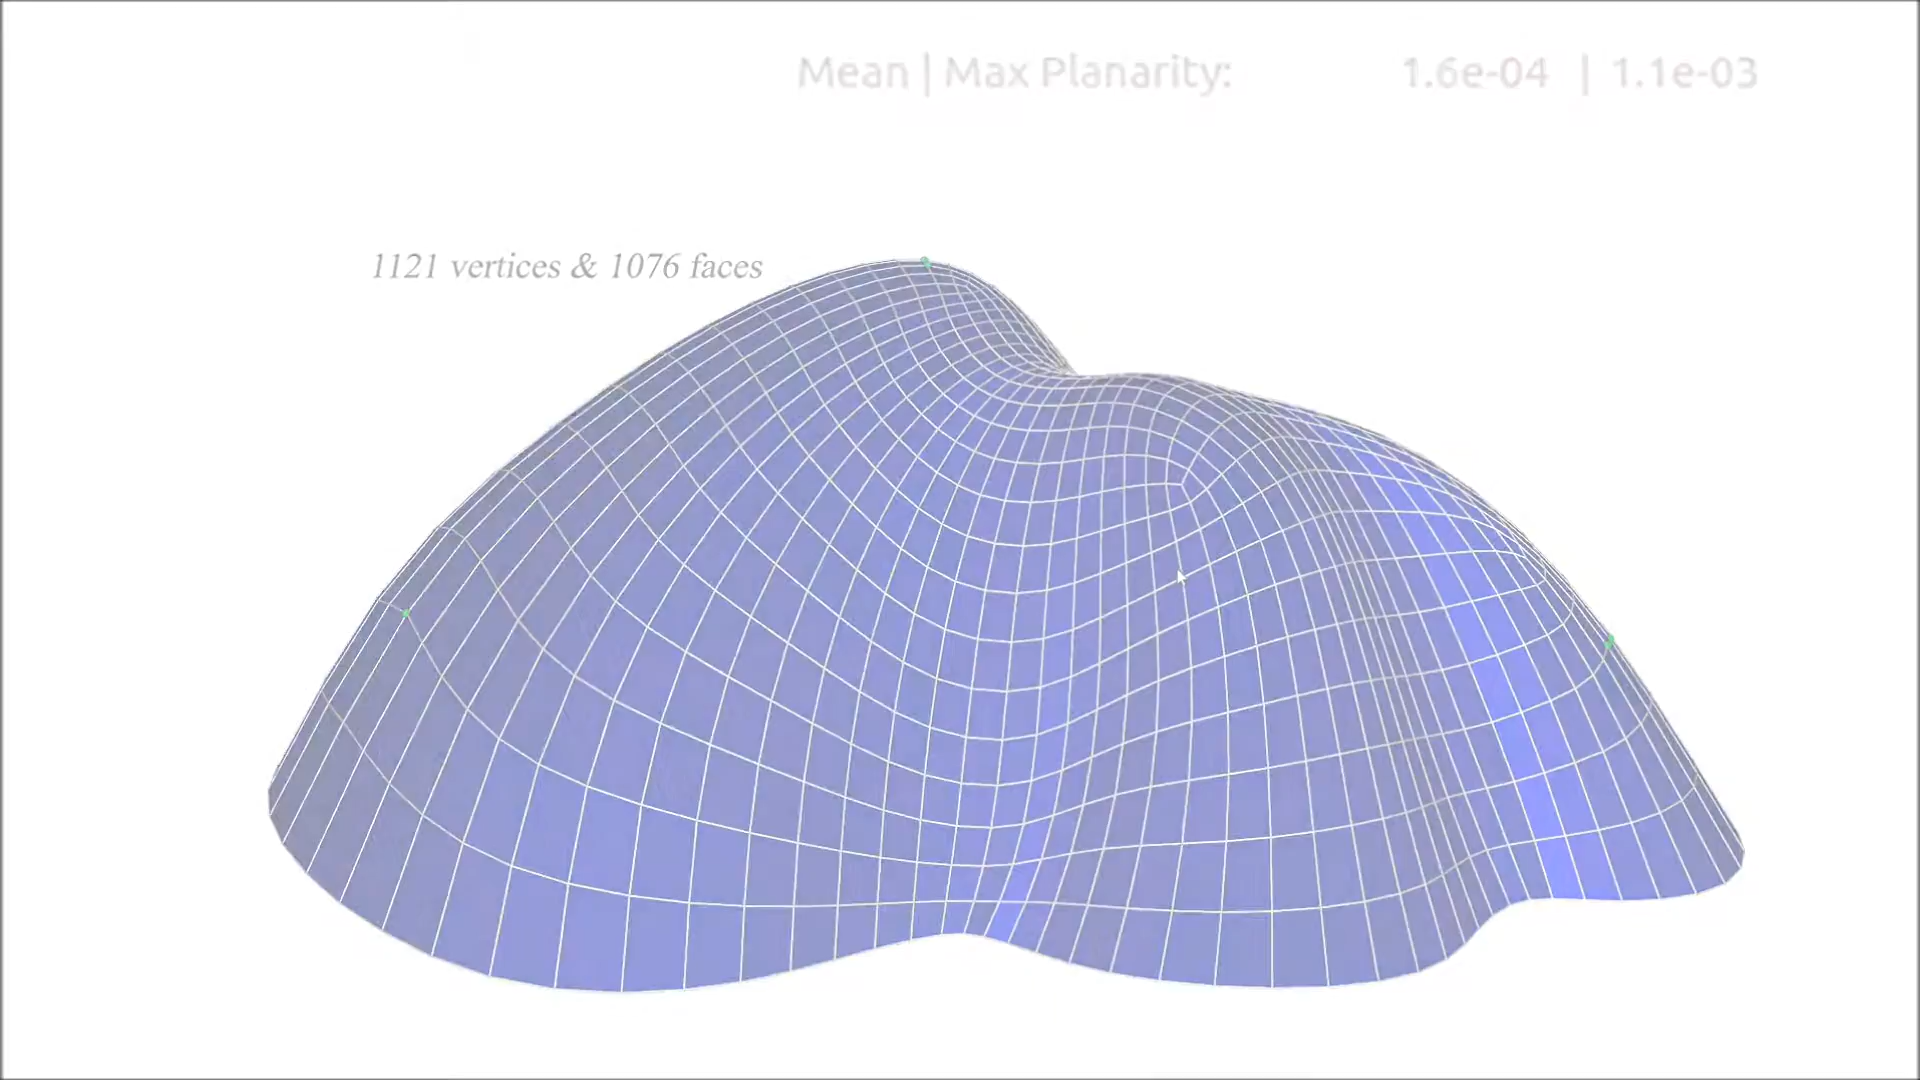 Mean | Max Planarity: 1.6e-04 | 1.1e-03
1121 vertices & 1076 faces